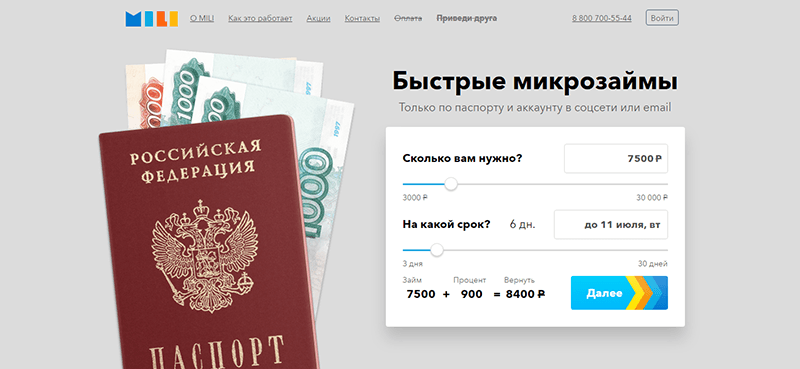 MILI О MILI Как это работает Акции Контакты Оплата Приведи друга 8 800 700-55-44 Войти
Быстрые микрозаймы
Только по паспорту и аккаунту в соцсети или email
Сколько вам нужно? 7500 ₽
3000 ₽ 30 000 ₽
На какой срок? 6 дн. до 11 июля, вт
3 дня 30 дней
Займ Процент Вернуть
7500 + 900 = 8400 ₽ Далее
1000
1000
1997
1000
1997
РОССИЙСКАЯ
ФЕДЕРАЦИЯ
ПАСПОРТ